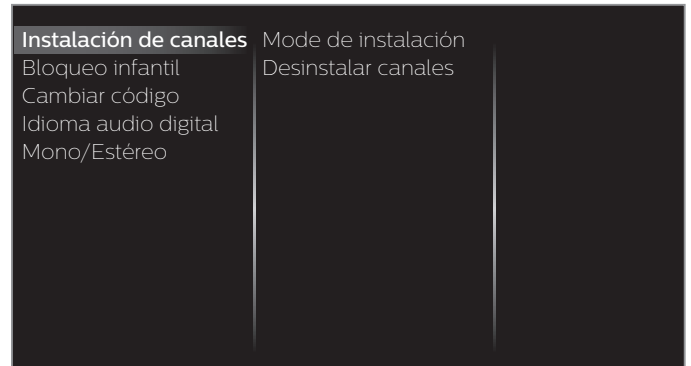 Instalación de canales
Bloqueo infantil
Cambiar código
Idioma audio digital
Mono/Estéreo
Mode de instalación
Desinstalar canales